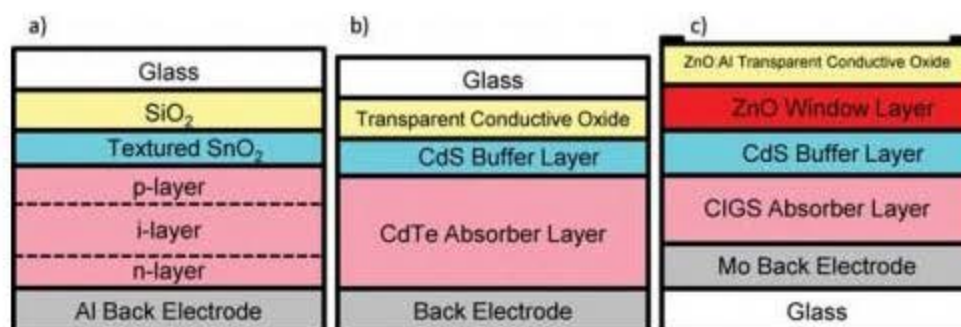 a)
Glass
SiO₂
Textured SnO₂
p-layer
i-layer
n-layer
Al Back Electrode
b)
Glass
Transparent Conductive Oxide
CdS Buffer Layer
CdTe Absorber Layer
Back Electrode
c)
ZnO Al Transparent Conductive Oxide
ZnO Window Layer
CdS Buffer Layer
CIGS Absorber Layer
Mo Back Electrode
Glass